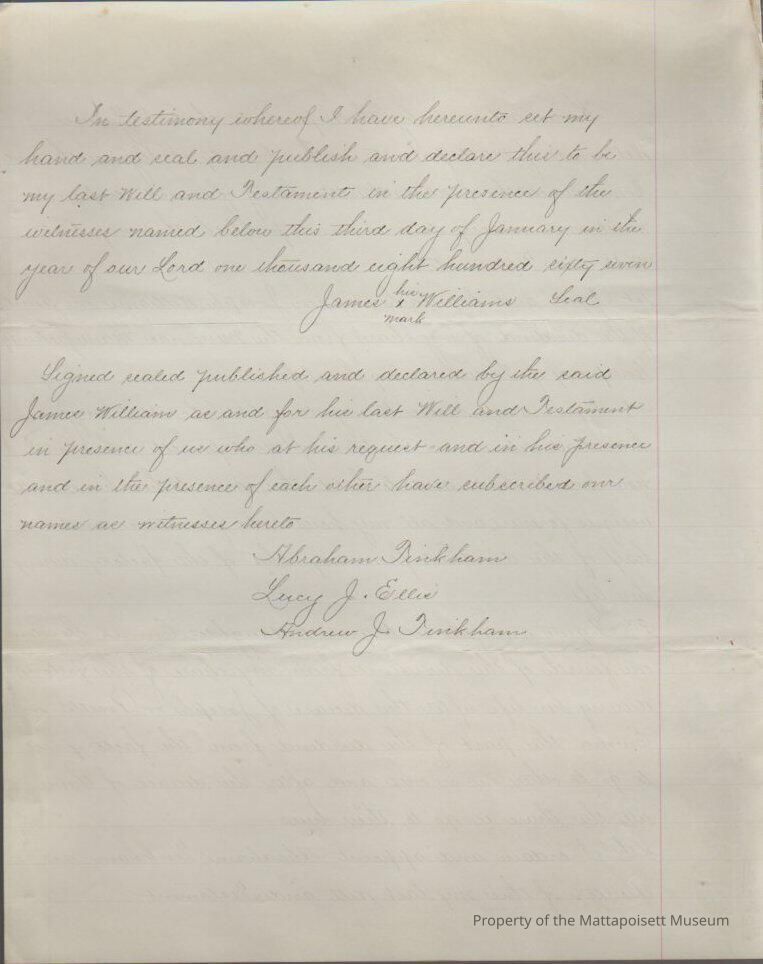 In testimony whereof I have hereunto set my
hand and seal and publish and declare this to be
my last Will and Testament in the presence of the
witnesses named below this third day of January in the
year of our Lord one thousand eight hundred sixty seven
James his x mark Williams Seal
Signed sealed published and declared by the said
James William as and for his last Will and Testament
in presence of us who at his request and in his presence
and in the presence of each other have subscribed our
names as witnesses hereto
Abraham Tinkham
Lucy J. Ellis
Andrew J Tinkham
Property of the Mattapoisett Museum